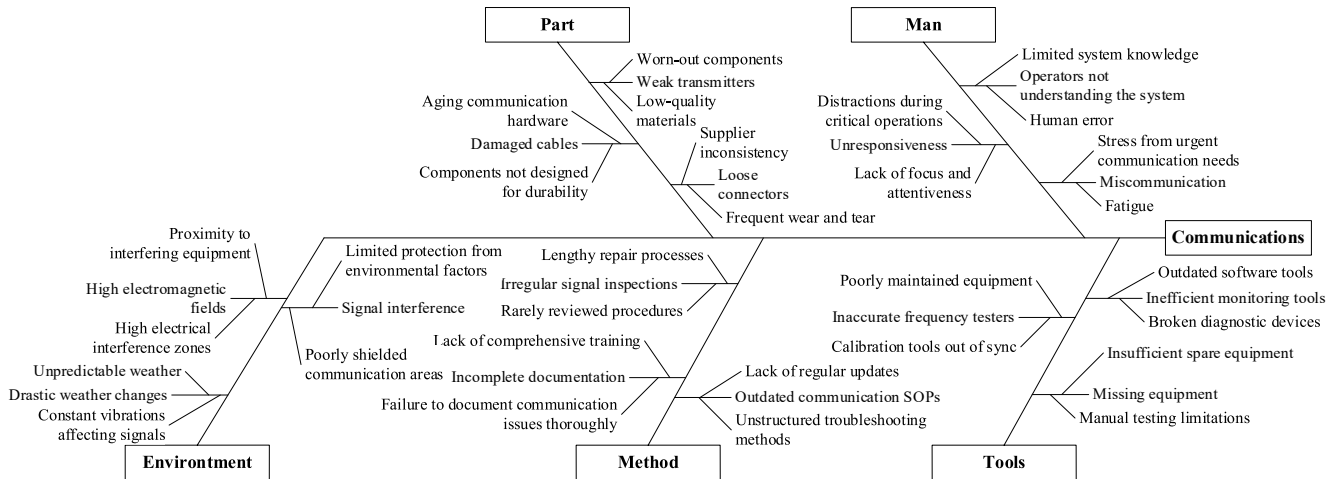 Part
Man
Worn-out components
Weak transmitters
Low-quality
materials
Aging communication
hardware
Damaged cables
Components not designed
for durability
Supplier
inconsistency
Loose
connectors
Frequent wear and tear
Limited system knowledge
Operators not
understanding the system
Human error
Distractions during
critical operations
Unresponsiveness
Lack of focus and
attentiveness
Stress from urgent
communication needs
Miscommunication
Fatigue
Communications
Proximity to
interfering equipment
High electromagnetic
fields
High electrical
interference zones
Limited protection from
environmental factors
Signal interference
Poorly shielded
communication areas
Unpredictable weather
Drastic weather changes
Constant vibrations
affecting signals
Lengthy repair processes
Irregular signal inspections
Rarely reviewed procedures
Lack of comprehensive training
Incomplete documentation
Failure to document communication
issues thoroughly
Lack of regular updates
Outdated communication SOPs
Unstructured troubleshooting
methods
Poorly maintained equipment
Inaccurate frequency testers
Calibration tools out of sync
Outdated software tools
Inefficient monitoring tools
Broken diagnostic devices
Insufficient spare equipment
Missing equipment
Manual testing limitations
Environtment
Method
Tools